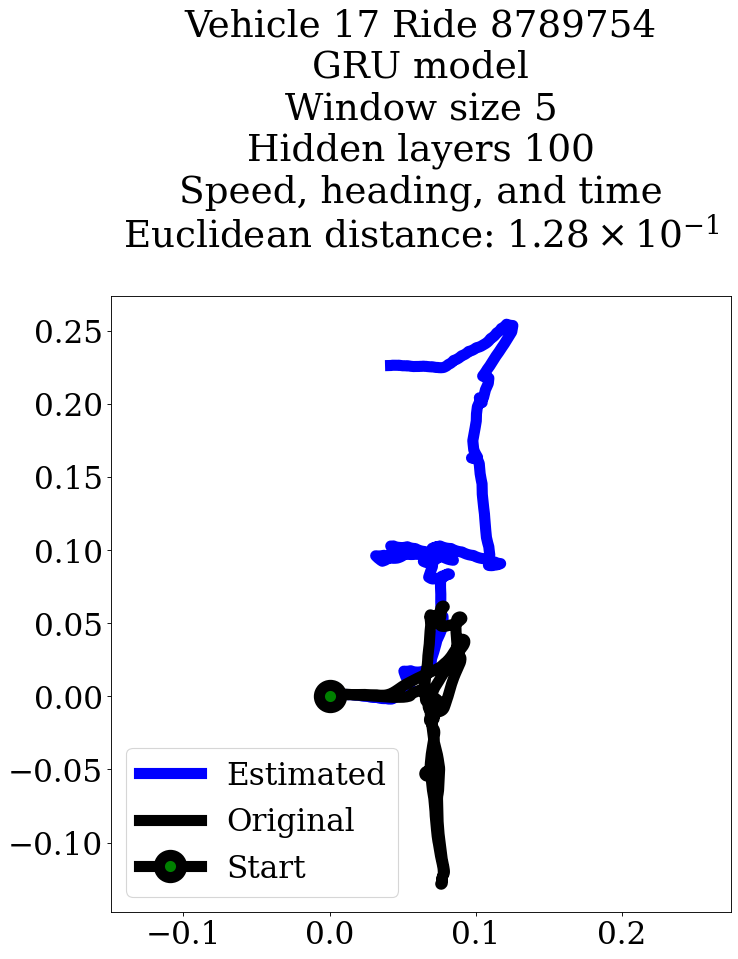 Vehicle 17 Ride 8789754
GRU model
Window size 5
Hidden layers 100
Speed, heading, and time
Euclidean distance: 1.28 × 10⁻¹
0.25
0.20
0.15
0.10
0.05
0.00
−0.05
−0.10
Estimated
Original
Start
−0.1
0.0
0.1
0.2